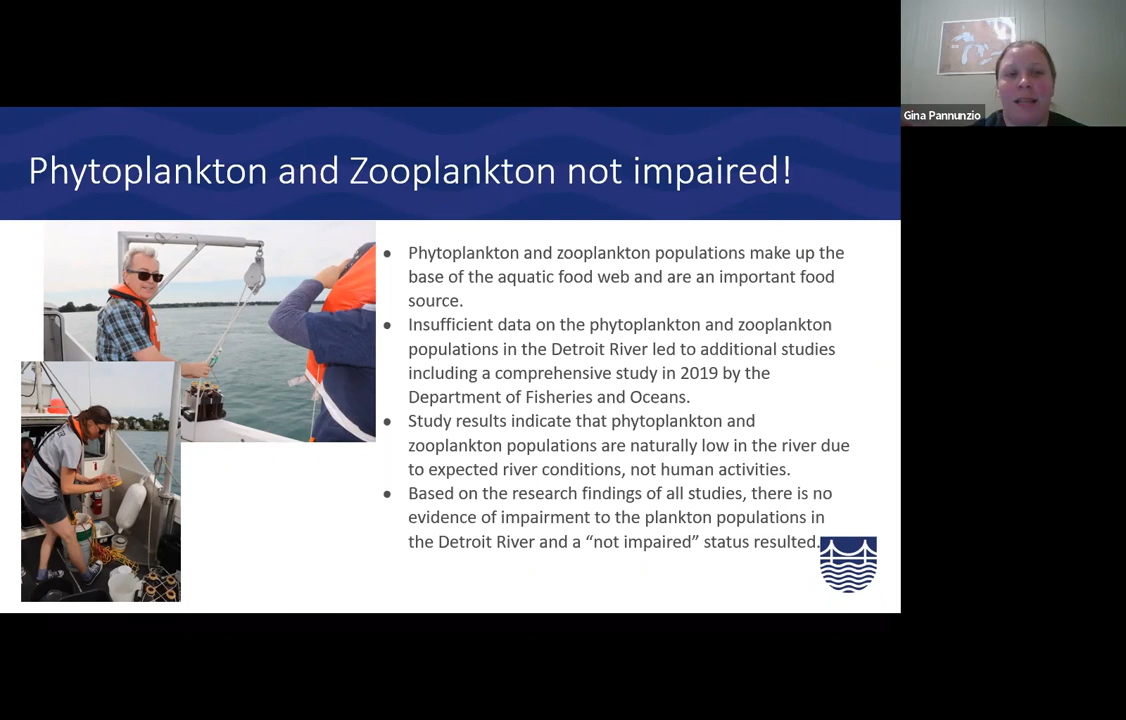 Gina Pannunzio
Phytoplankton and Zooplankton not impaired!
● Phytoplankton and zooplankton populations make up the
base of the aquatic food web and are an important food
source.
● Insufficient data on the phytoplankton and zooplankton
populations in the Detroit River led to additional studies
including a comprehensive study in 2019 by the
Department of Fisheries and Oceans.
● Study results indicate that phytoplankton and
zooplankton populations are naturally low in the river due
to expected river conditions, not human activities.
● Based on the research findings of all studies, there is no
evidence of impairment to the plankton populations in
the Detroit River and a “not impaired” status resulted.